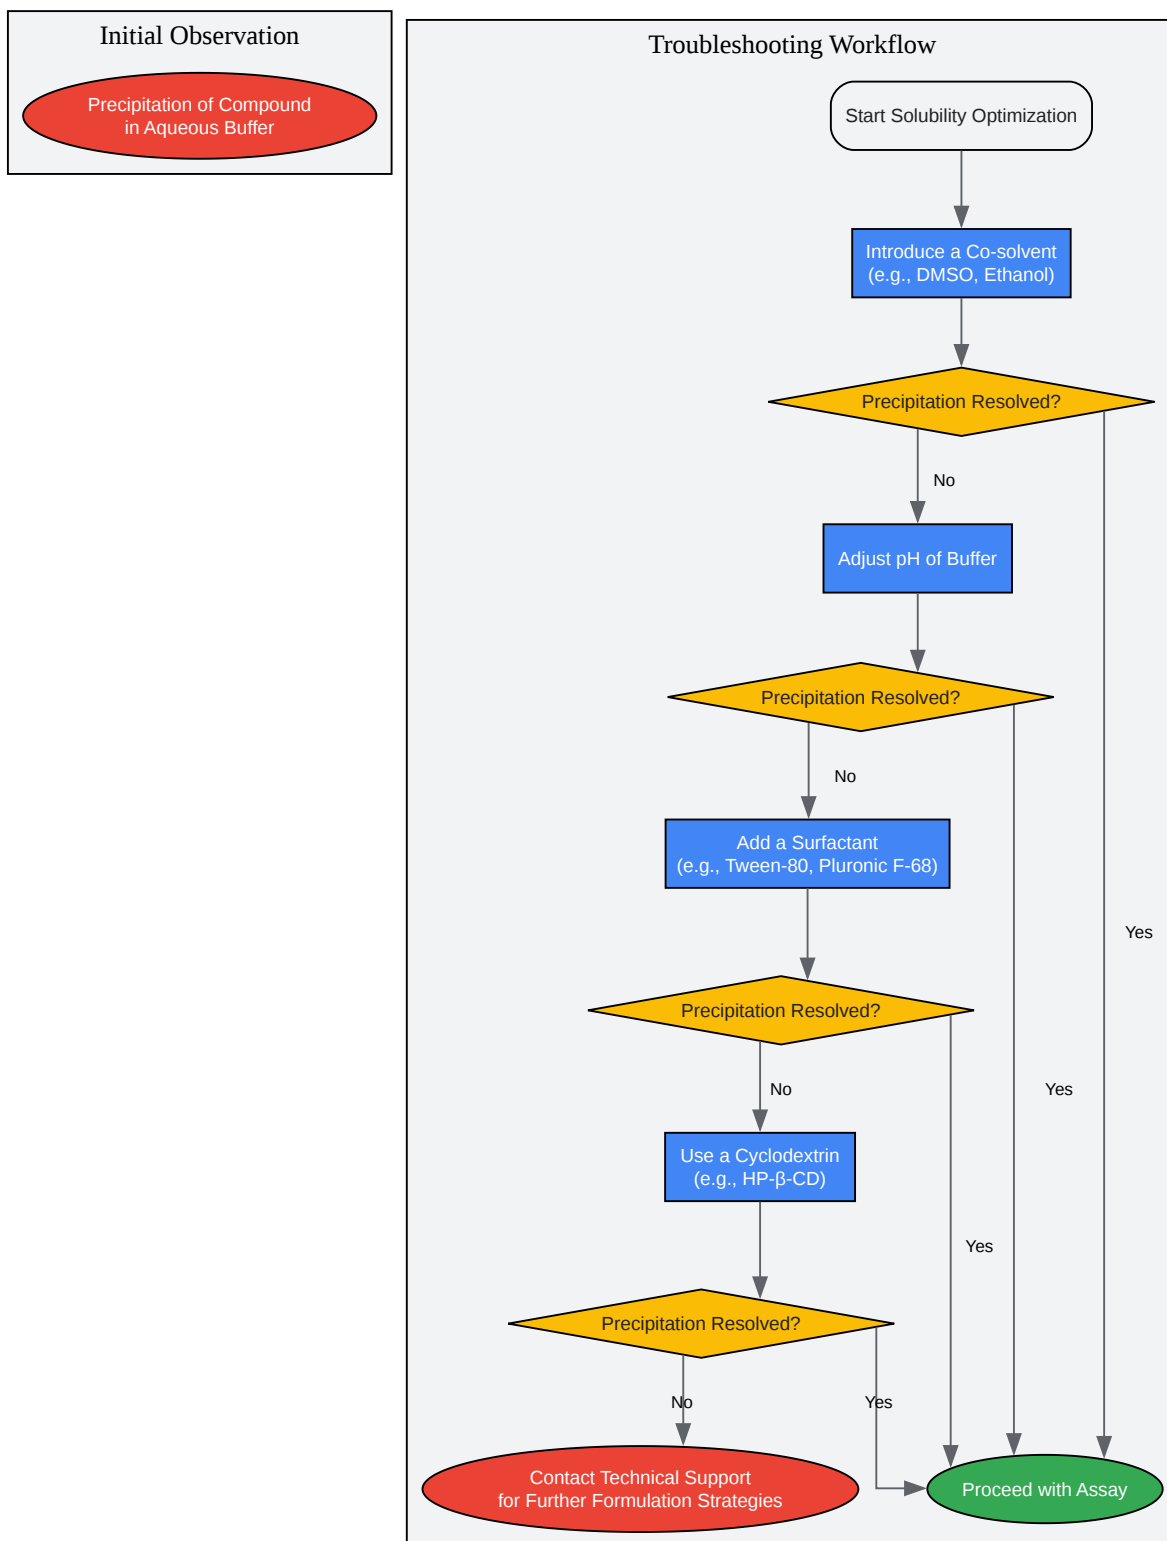 Initial Observation
Precipitation of Compound
in Aqueous Buffer
Troubleshooting Workflow
Start Solubility Optimization
Introduce a Co-solvent
(e.g., DMSO, Ethanol)
Precipitation Resolved?
No
Adjust pH of Buffer
Precipitation Resolved?
No
Add a Surfactant
(e.g., Tween-80, Pluronic F-68)
Yes
Precipitation Resolved?
No
Yes
Use a Cyclodextrin
(e.g., HP-β-CD)
Yes
Precipitation Resolved?
No
Yes
Contact Technical Support
for Further Formulation Strategies
Proceed with Assay